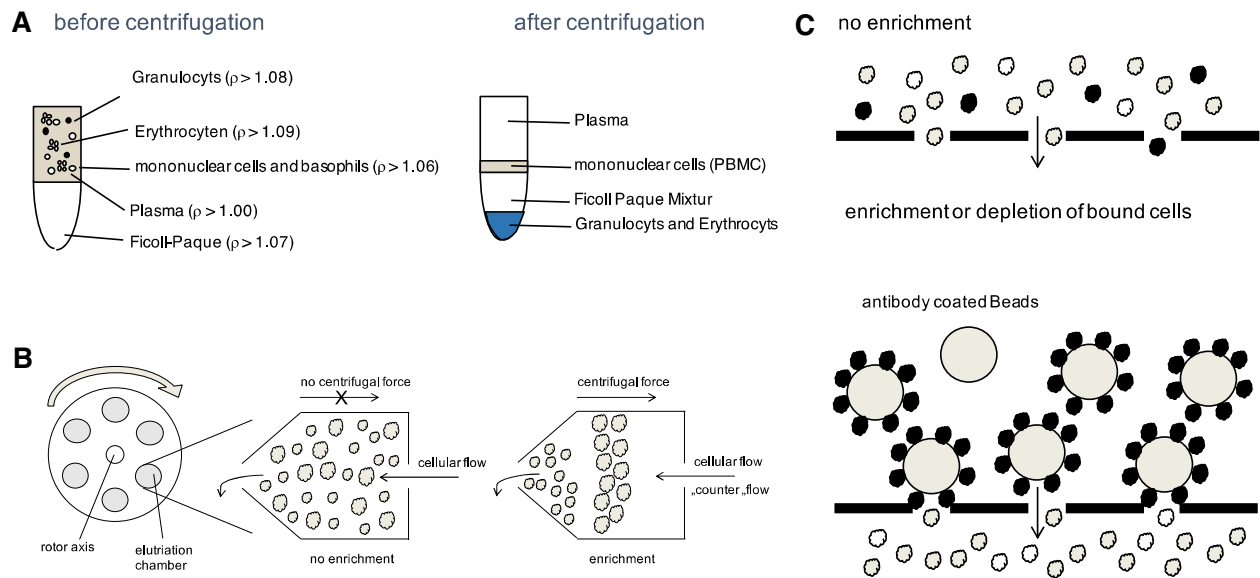 A
before centrifugation
after centrifugation
Granulocyts (ρ > 1.08)
Erythrocyten (ρ > 1.09)
mononuclear cells and basophils (ρ > 1.06)
Plasma (ρ > 1.00)
Ficoll-Paque (ρ > 1.07)
Plasma
mononuclear cells (PBMC)
Ficoll Paque Mixtur
Granulocyts and Erythrocyts
B
no centrifugal force
X
cellular flow
no enrichment
rotor axis
elutriation
chamber
centrifugal force
cellular flow
„counter „flow
enrichment
C
no enrichment
enrichment or depletion of bound cells
antibody coated Beads